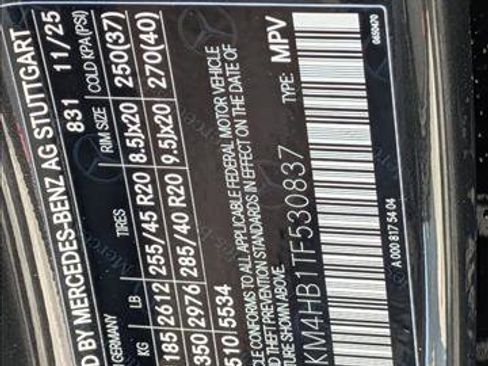 D BY MERCEDES-BENZ AG STUTTGART
GERMANY 831 11/25
KG LB TIRES RIM SIZE COLD KPA(PSI)
185 2612 255/45 R20 8.5Jx20 250(37)
350 2976 285/40 R20 9.5Jx20 270(40)
510 5534
CLE CONFORMS TO ALL APPLICABLE FEDERAL MOTOR VEHICLE
AND THEFT PREVENTION STANDARDS IN EFFECT ON THE DATE OF
TURE SHOWN ABOVE.
KM4HB1TF530837 TYPE: MPV
A 000 817 54 04
0650470